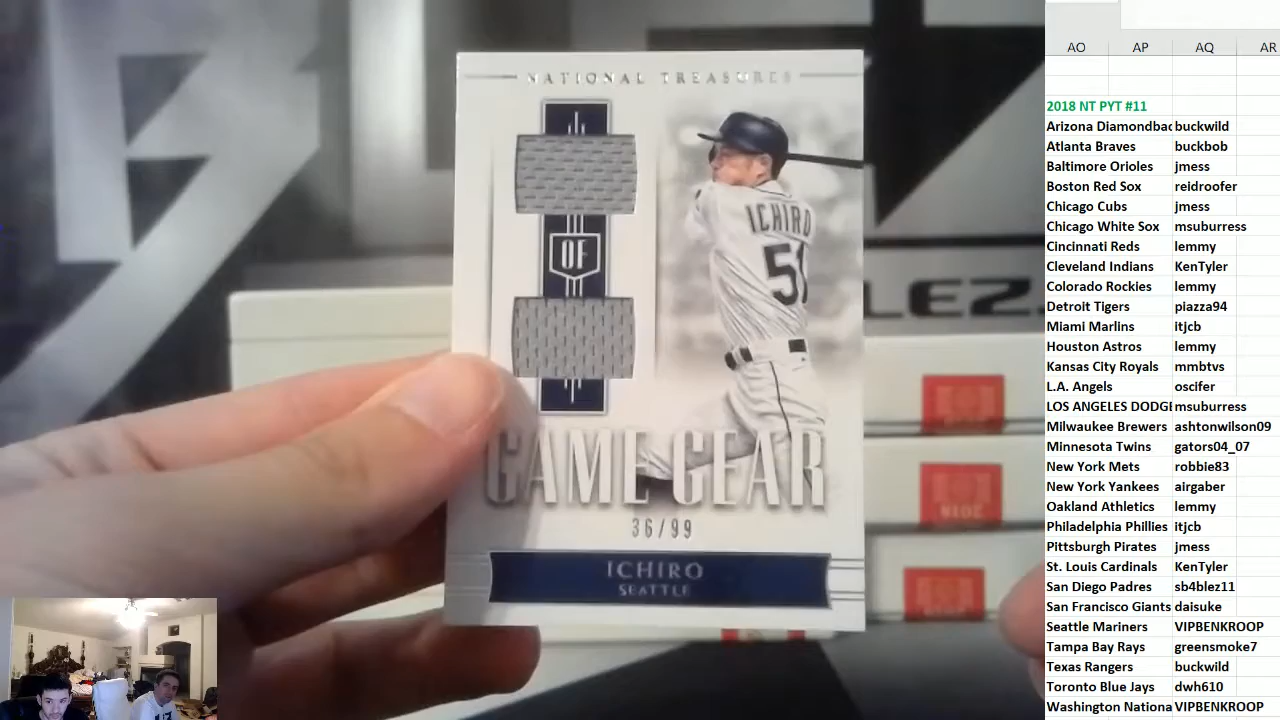 NATIONAL TREASURES
ICHIRO
51
OF
GAME GEAR
36/99
ICHIRO
SEATTLE
LEZ
AO AP AQ AR
2018 NT PYT #11
Arizona Diamondbac buckwild
Atlanta Braves buckbob
Baltimore Orioles jmess
Boston Red Sox reidroofer
Chicago Cubs jmess
Chicago White Sox msuburress
Cincinnati Reds lemmy
Cleveland Indians KenTyler
Colorado Rockies lemmy
Detroit Tigers piazza94
Miami Marlins itjcb
Houston Astros lemmy
Kansas City Royals mmbtvs
L.A. Angels oscifer
LOS ANGELES DODGE msuburress
Milwaukee Brewers ashtonwilson09
Minnesota Twins gators04_07
New York Mets robbie83
New York Yankees airgaber
Oakland Athletics lemmy
Philadelphia Phillies itjcb
Pittsburgh Pirates jmess
St. Louis Cardinals KenTyler
San Diego Padres sb4blez11
San Francisco Giants daisuke
Seattle Mariners VIPBENKROOP
Tampa Bay Rays greensmoke7
Texas Rangers buckwild
Toronto Blue Jays dwh610
Washington Nationa VIPBENKROOP